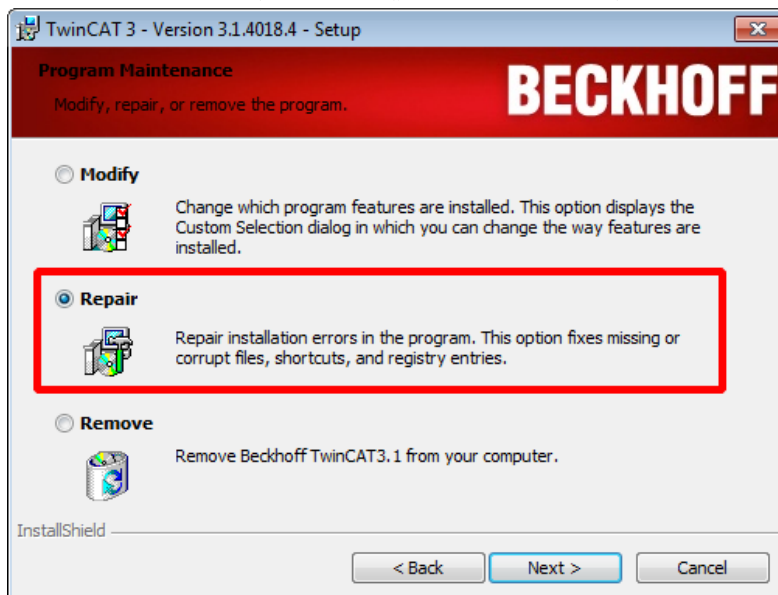 TwinCAT 3 - Version 3.1.4018.4 - Setup
Program Maintenance
BECKHOFF
Modify, repair, or remove the program.
Modify
Change which program features are installed. This option displays the
Custom Selection dialog in which you can change the way features are
installed.
Repair
Repair installation errors in the program. This option fixes missing or
corrupt files, shortcuts, and registry entries.
Remove
Remove Beckhoff TwinCAT3.1 from your computer.
InstallShield
< Back
Next >
Cancel